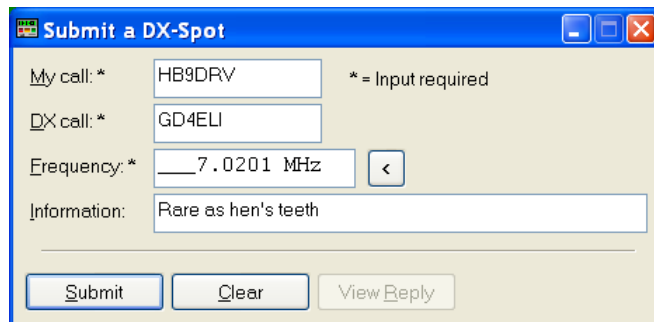 Submit a DX-Spot
My call: * HB9DRV * = Input required
DX call: * GD4ELI
Frequency: * ___7.0201 MHz <
Information: Rare as hen's teeth
Submit Clear View Reply